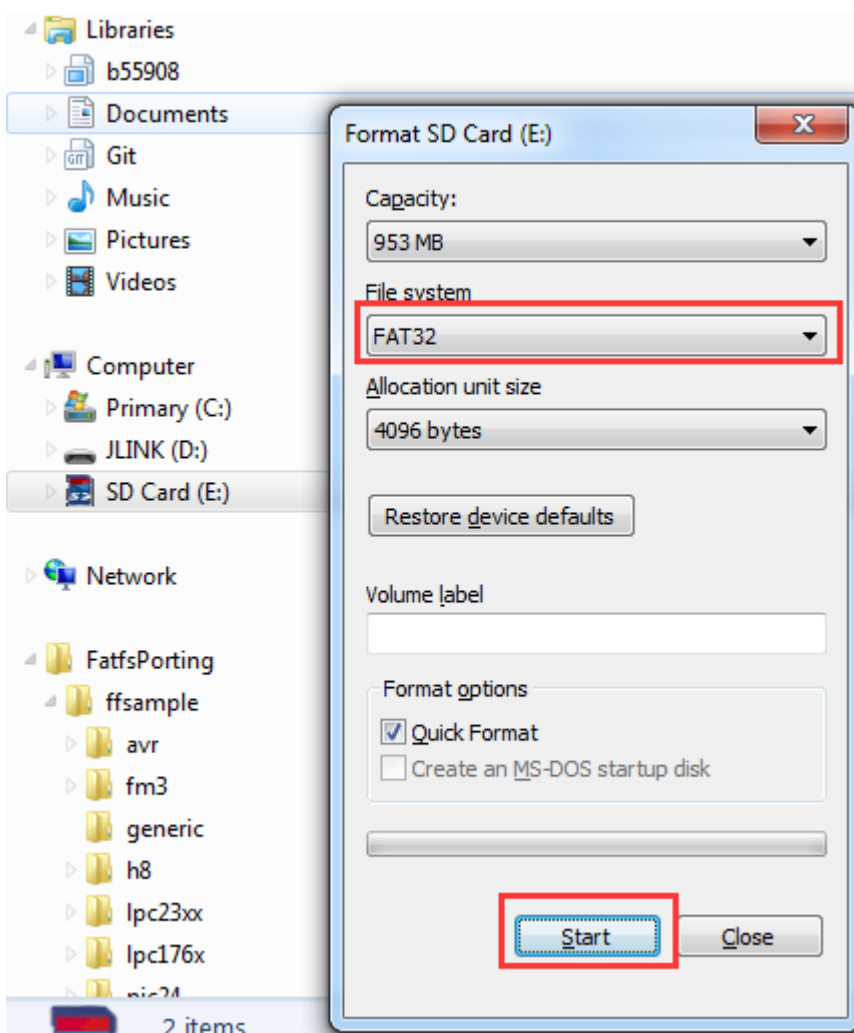 Libraries
b55908
Documents
Git
Music
Pictures
Videos
Computer
Primary (C:)
JLINK (D:)
SD Card (E:)
Network
FatfsPorting
ffsample
avr
fm3
generic
h8
lpc23xx
lpc176x
pic24
2 items
Format SD Card (E:)
Capacity:
953 MB
File system
FAT32
Allocation unit size
4096 bytes
Restore device defaults
Volume label
Format options
Quick Format
Create an MS-DOS startup disk
Start
Close